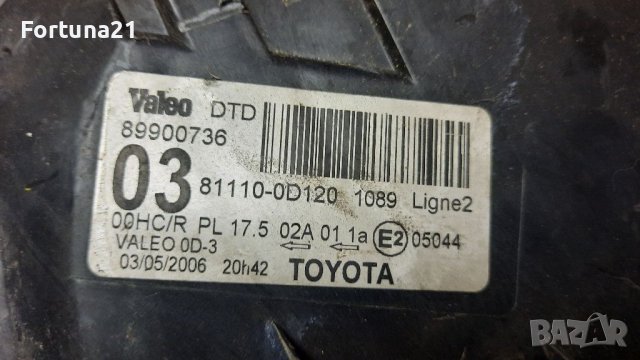 Fortuna21
Valeo DTD
89900736
03 81110-0D120 1089 Ligne2
00HC/R PL 17.5 02A 01 1a E2 05044
VALEO 0D-3
03/05/2006 20h42 TOYOTA
BAZAR